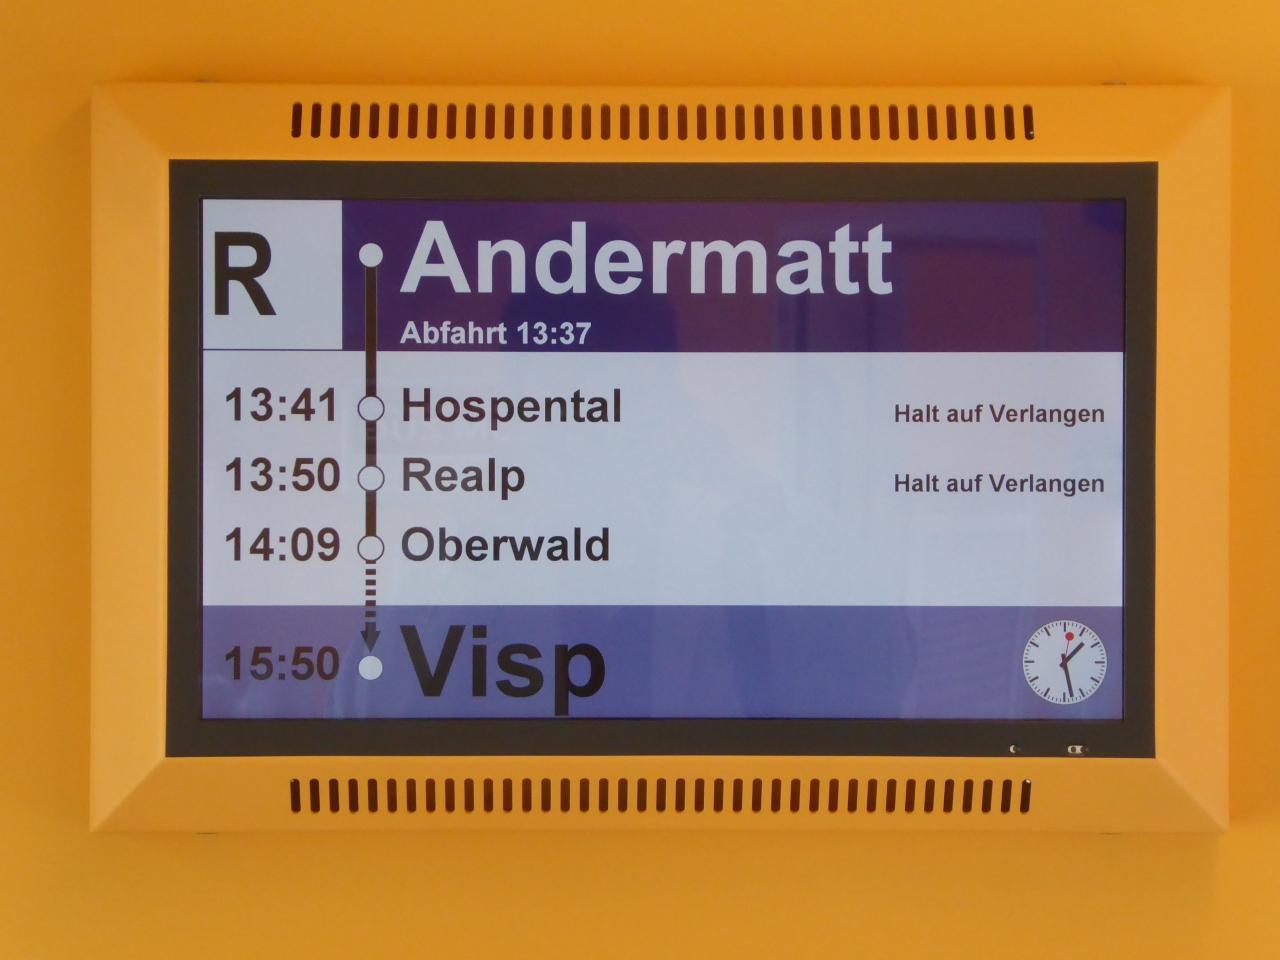 R
Andermatt
Abfahrt 13:37
13:41 Hospental Halt auf Verlangen
13:50 Realp Halt auf Verlangen
14:09 Oberwald
15:50 Visp